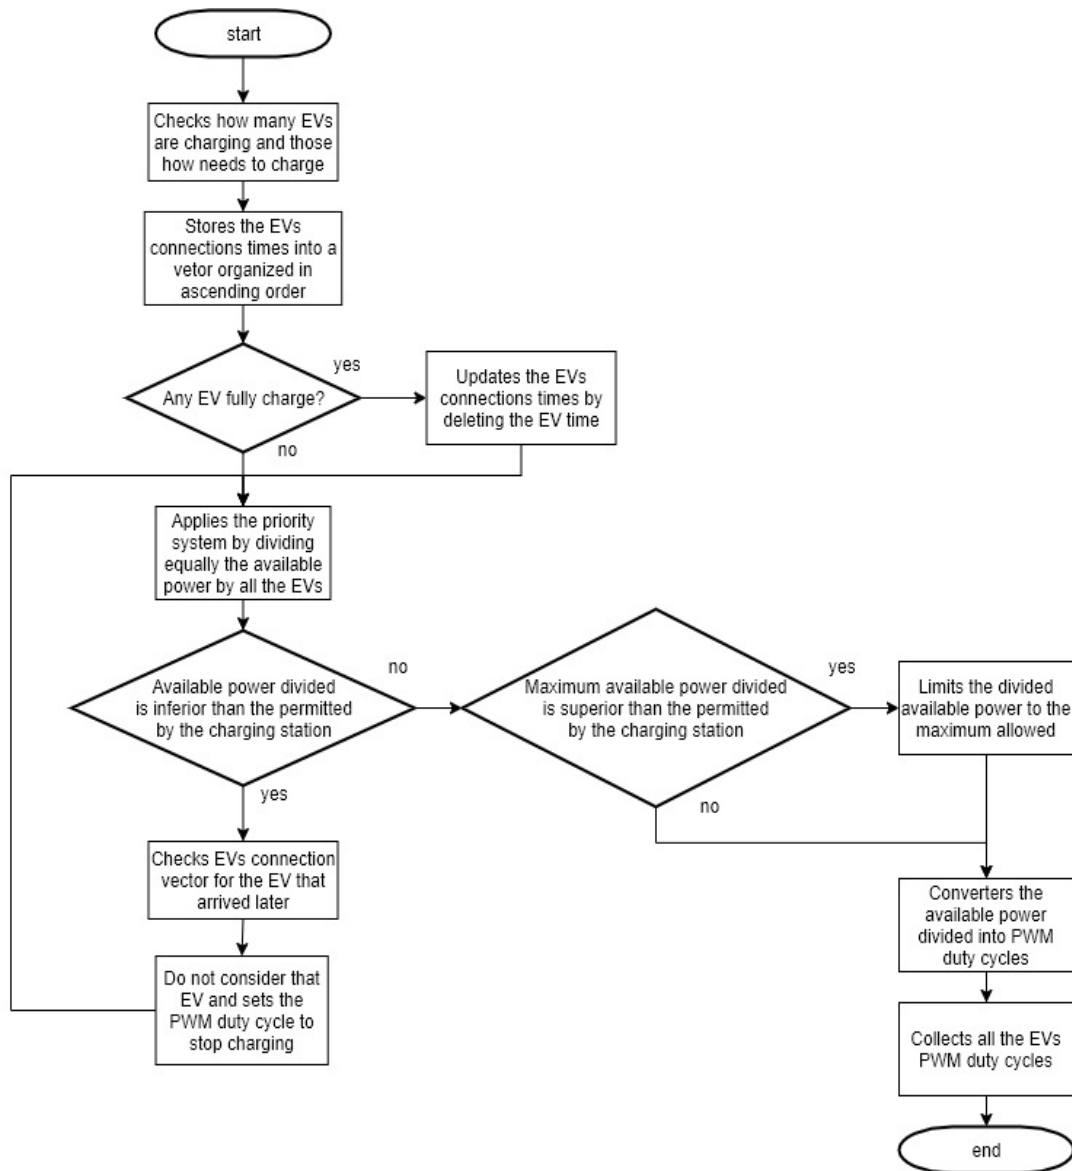 start
Checks how many EVs
are charging and those
how needs to charge
Stores the EVs
connections times into a
vetor organized in
ascending order
Any EV fully charge?
yes
Updates the EVs
connections times by
deleting the EV time
no
Applies the priority
system by dividing
equally the available
power by all the EVs
Available power divided
is inferior than the permitted
by the charging station
no
Maximum available power divided
is superior than the permitted
by the charging station
yes
Limits the divided
available power to the
maximum allowed
yes
no
Checks EVs connection
vector for the EV that
arrived later
Converters the
available power
divided into PWM
duty cycles
Do not consider that
EV and sets the
PWM duty cycle to
stop charging
Collects all the EVs
PWM duty cycles
end